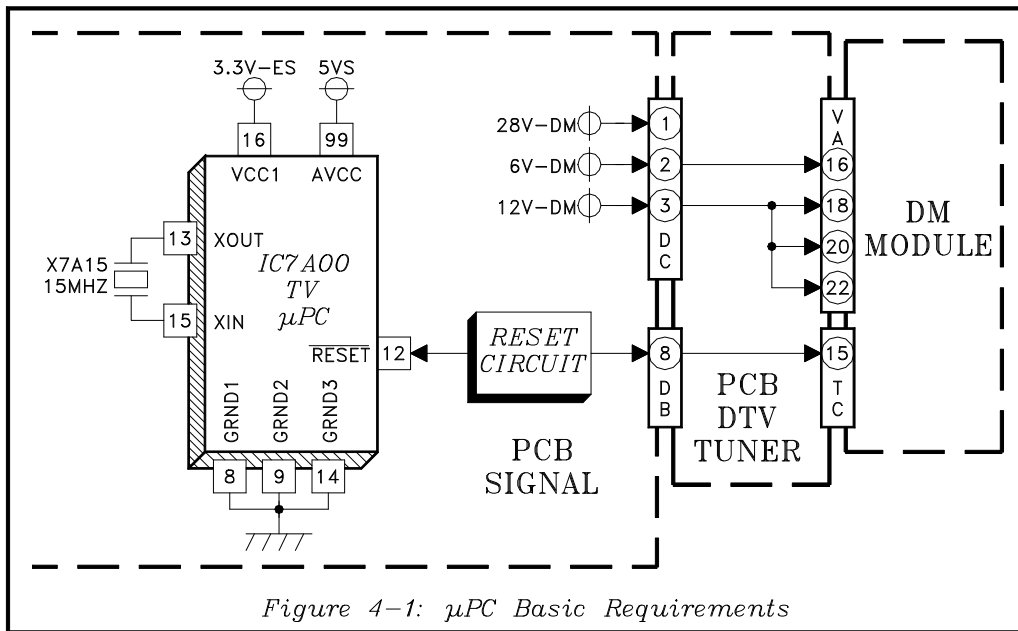 3.3V-ES 5VS
16 99
VCC1 AVCC
13 XOUT
X7A15
15MHZ
15 XIN
IC7A00
TV
µPC
RESET 12
GRND1 GRND2 GRND3
8 9 14
RESET
CIRCUIT
PCB
SIGNAL
28V-DM 1
6V-DM 2
12V-DM 3
DC
8
DB
PCB
DTV
TUNER
VA
16
18
20
22
15
TC
DM
MODULE
Figure 4-1: µPC Basic Requirements